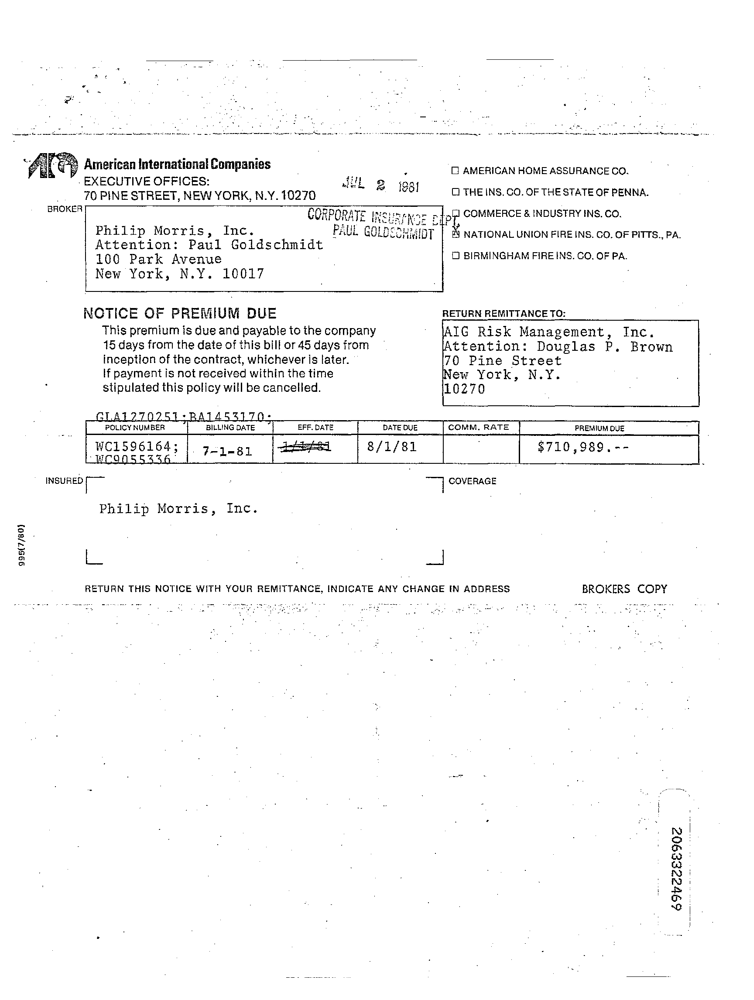 AIG
American International Companies
EXECUTIVE OFFICES:
70 PINE STREET, NEW YORK, N.Y. 10270
JUL 2 1981
CORPORATE INSURANCE DEPT
PAUL GOLDSCHMIDT
☐ AMERICAN HOME ASSURANCE CO.
☐ THE INS. CO. OF THE STATE OF PENNA.
☐ COMMERCE & INDUSTRY INS. CO.
☒ NATIONAL UNION FIRE INS. CO. OF PITTS., PA.
☐ BIRMINGHAM FIRE INS. CO. OF PA.
BROKER
Philip Morris, Inc.
Attention: Paul Goldschmidt
100 Park Avenue
New York, N.Y. 10017
NOTICE OF PREMIUM DUE
This premium is due and payable to the company
15 days from the date of this bill or 45 days from
inception of the contract, whichever is later.
If payment is not received within the time
stipulated this policy will be cancelled.
RETURN REMITTANCE TO:
AIG Risk Management, Inc.
Attention: Douglas P. Brown
70 Pine Street
New York, N.Y.
10270
GLA1270251;BA1453170;
POLICY NUMBER BILLING DATE EFF. DATE DATE DUE COMM. RATE PREMIUM DUE
WC1596164; 7-1-81 1/1/81 8/1/81 $710,989.--
WC9055336
INSURED
COVERAGE
Philip Morris, Inc.
996(7/80)
RETURN THIS NOTICE WITH YOUR REMITTANCE, INDICATE ANY CHANGE IN ADDRESS BROKERS COPY
2063322469